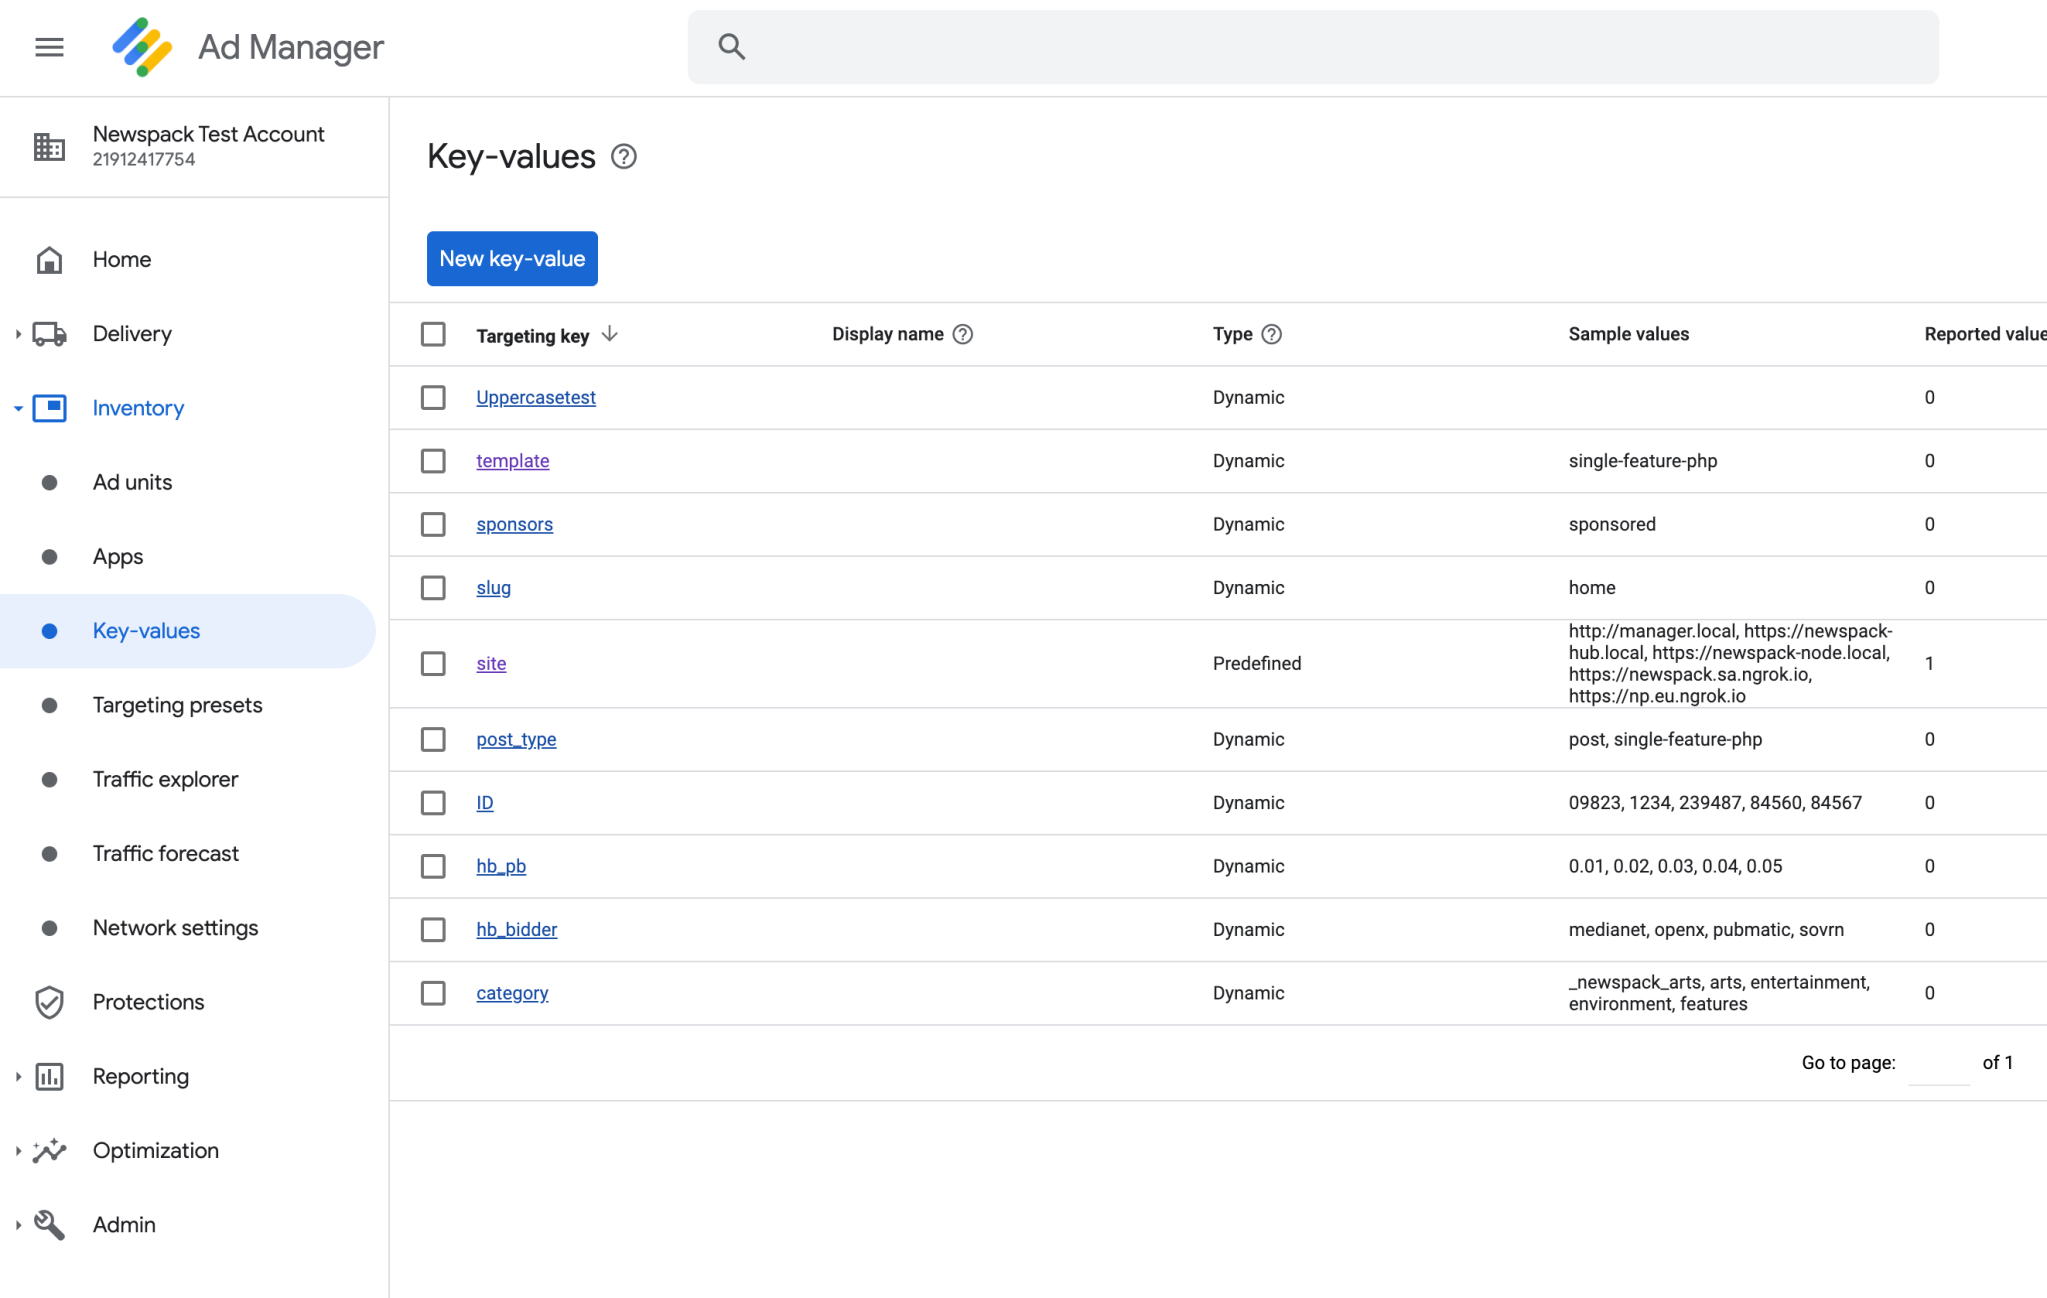 Ad Manager
Newspack Test Account
21912417754
Home
Delivery
Inventory
Ad units
Apps
Key-values
Targeting presets
Traffic explorer
Traffic forecast
Network settings
Protections
Reporting
Optimization
Admin
Key-values
New key-value
Targeting key Display name Type Sample values Reported value
Uppercasetest Dynamic 0
template Dynamic single-feature-php 0
sponsors Dynamic sponsored 0
slug Dynamic home 0
http://manager.local, https://newspack-
hub.local, https://newspack-node.local,
site Predefined 1
https://newspack.sa.ngrok.io,
https://np.eu.ngrok.io
post_type Dynamic post, single-feature-php 0
ID Dynamic 09823, 1234, 239487, 84560, 84567 0
hb_pb Dynamic 0.01, 0.02, 0.03, 0.04, 0.05 0
hb_bidder Dynamic medianet, openx, pubmatic, sovrn 0
_newspack_arts, arts, entertainment,
category Dynamic 0
environment, features
Go to page: of 1